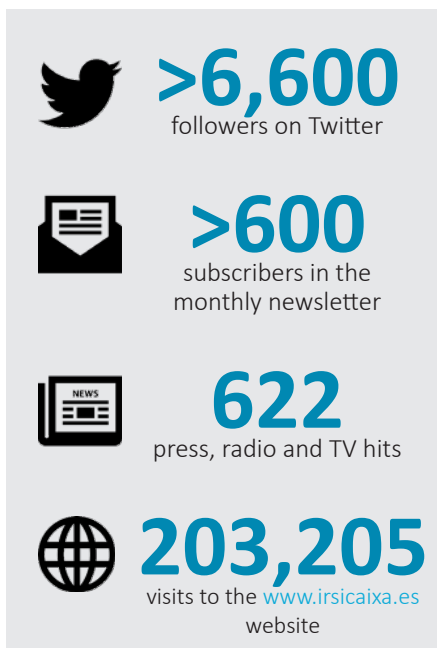 >6,600
followers on Twitter
>600
subscribers in the
monthly newsletter
NEWS
622
press, radio and TV hits
203,205
visits to the www.irsicaixa.es
website